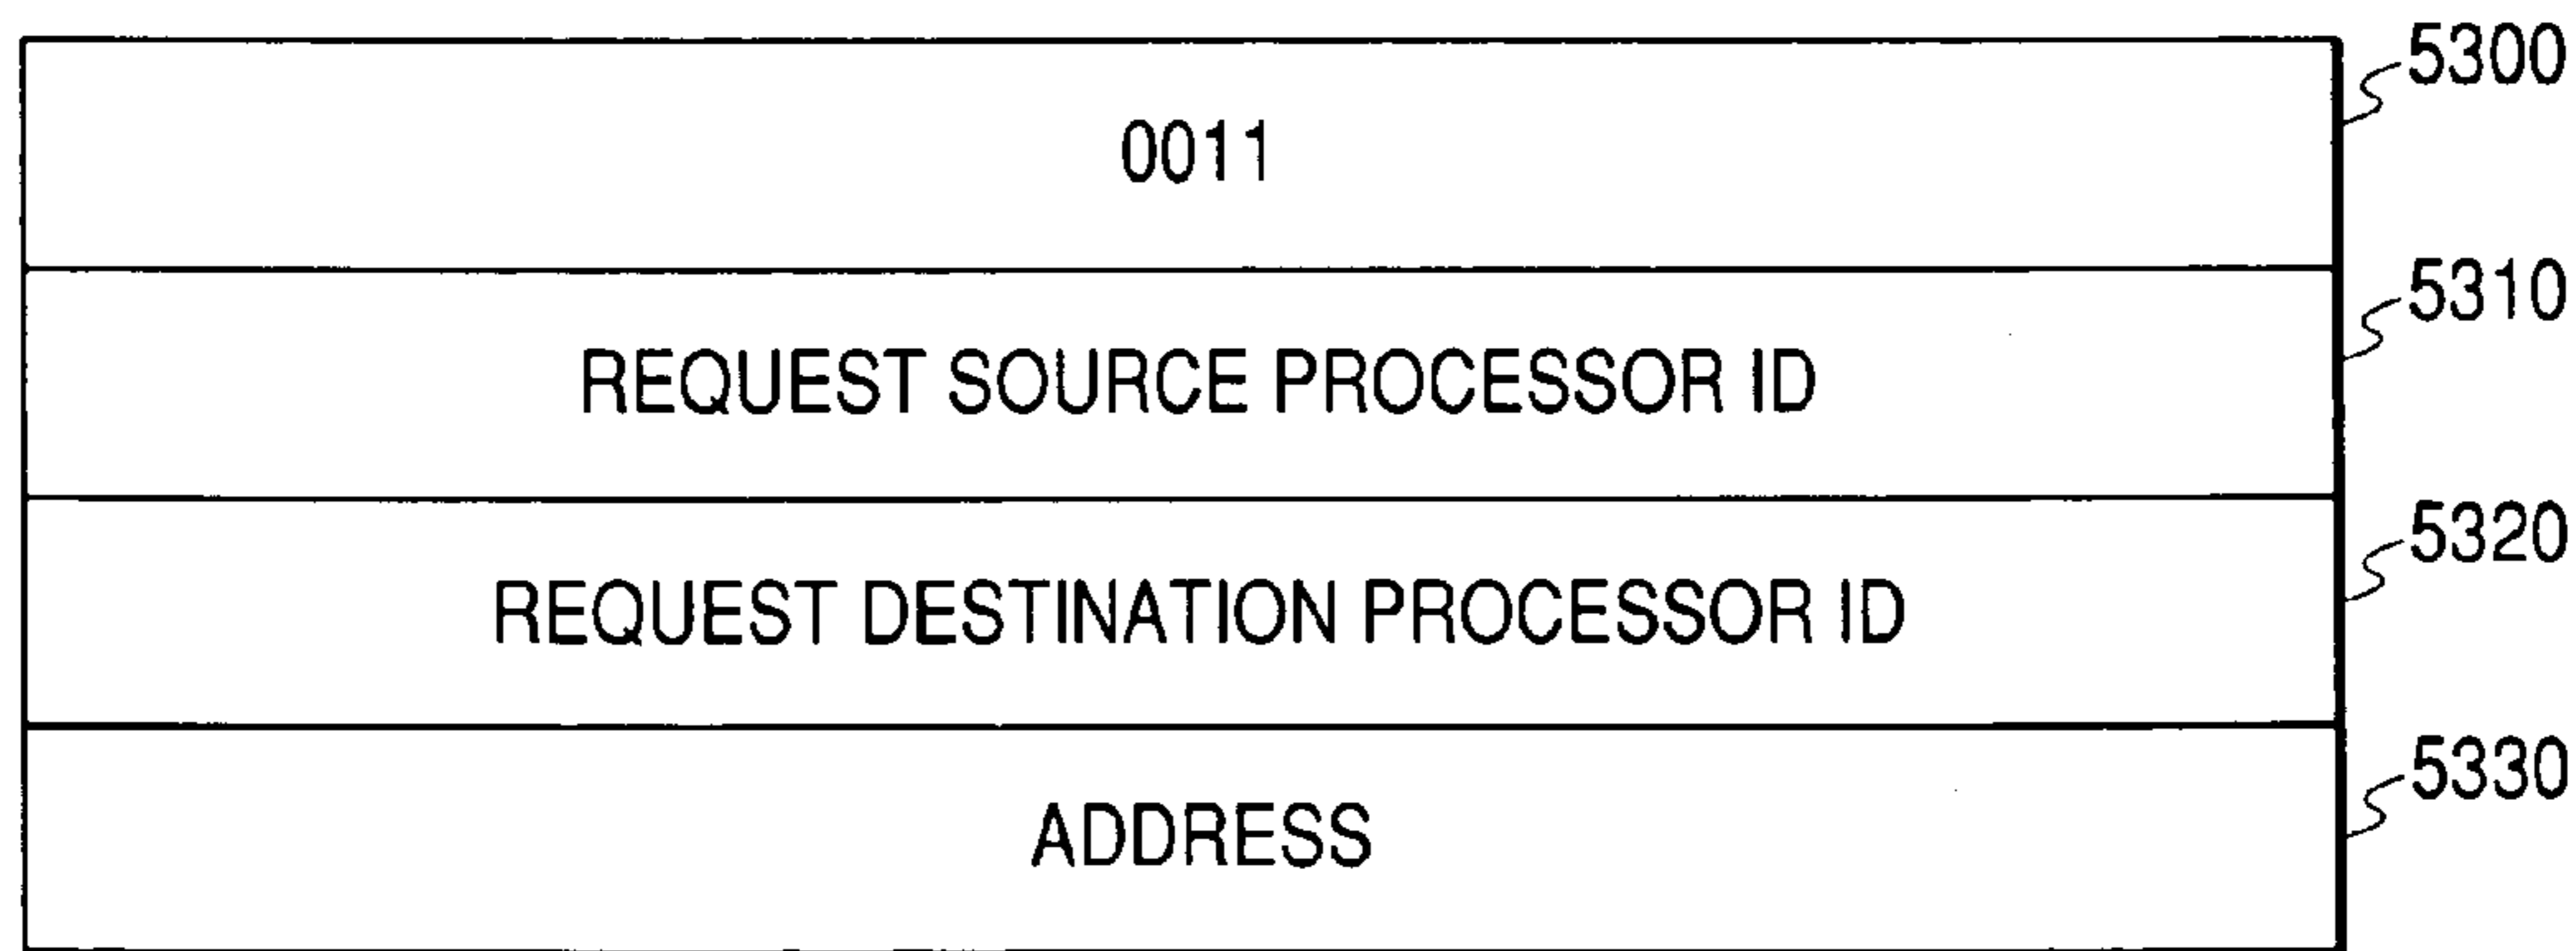 5300
0011
5310
REQUEST SOURCE PROCESSOR ID
5320
REQUEST DESTINATION PROCESSOR ID
5330
ADDRESS